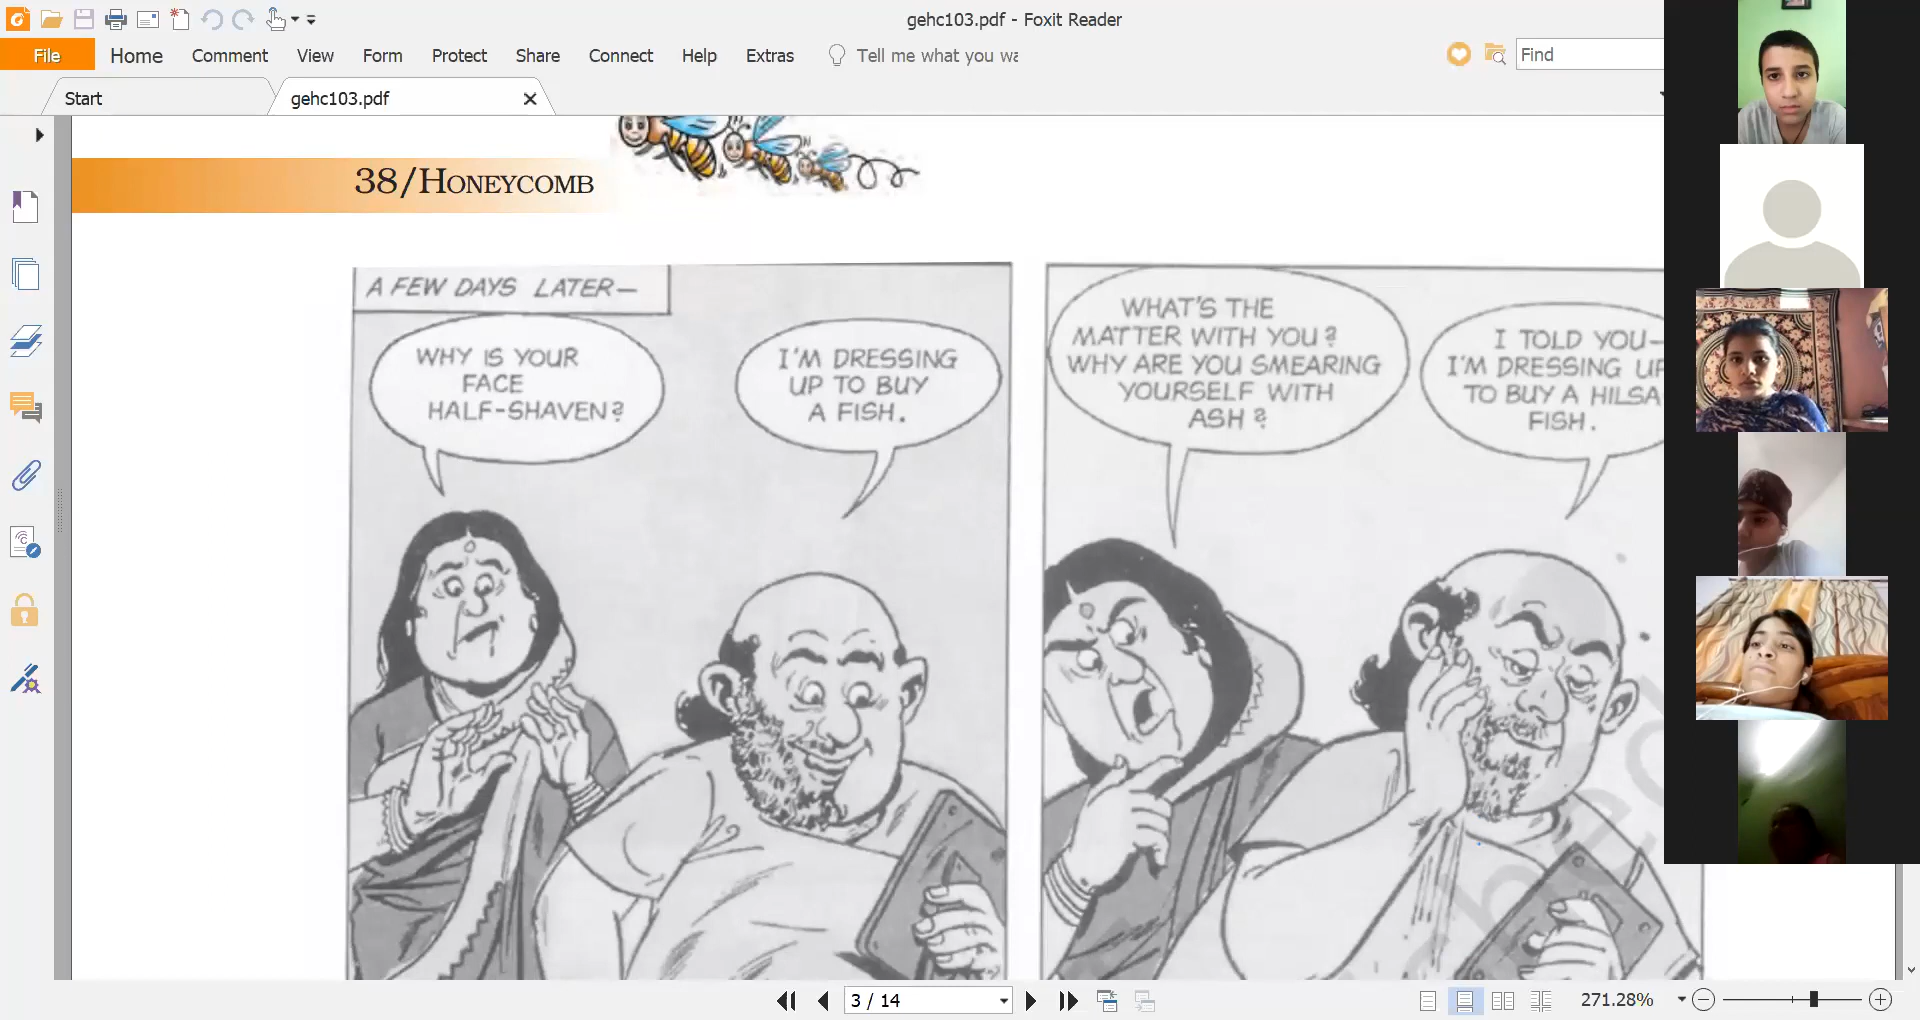 gehc103.pdf - Foxit Reader
File Home Comment View Form Protect Share Connect Help Extras Tell me what you Find
Start gehc103.pdf
38/HONEYCOMB
A FEW DAYS LATER—
WHY IS YOUR
FACE
HALF-SHAVEN?
I'M DRESSING
UP TO BUY
A FISH.
WHAT'S THE
MATTER WITH YOU?
WHY ARE YOU SMEARING
YOURSELF WITH
ASH?
I TOLD YOU—
I'M DRESSING UP
TO BUY A HILSA
FISH.
3 / 14
271.28%